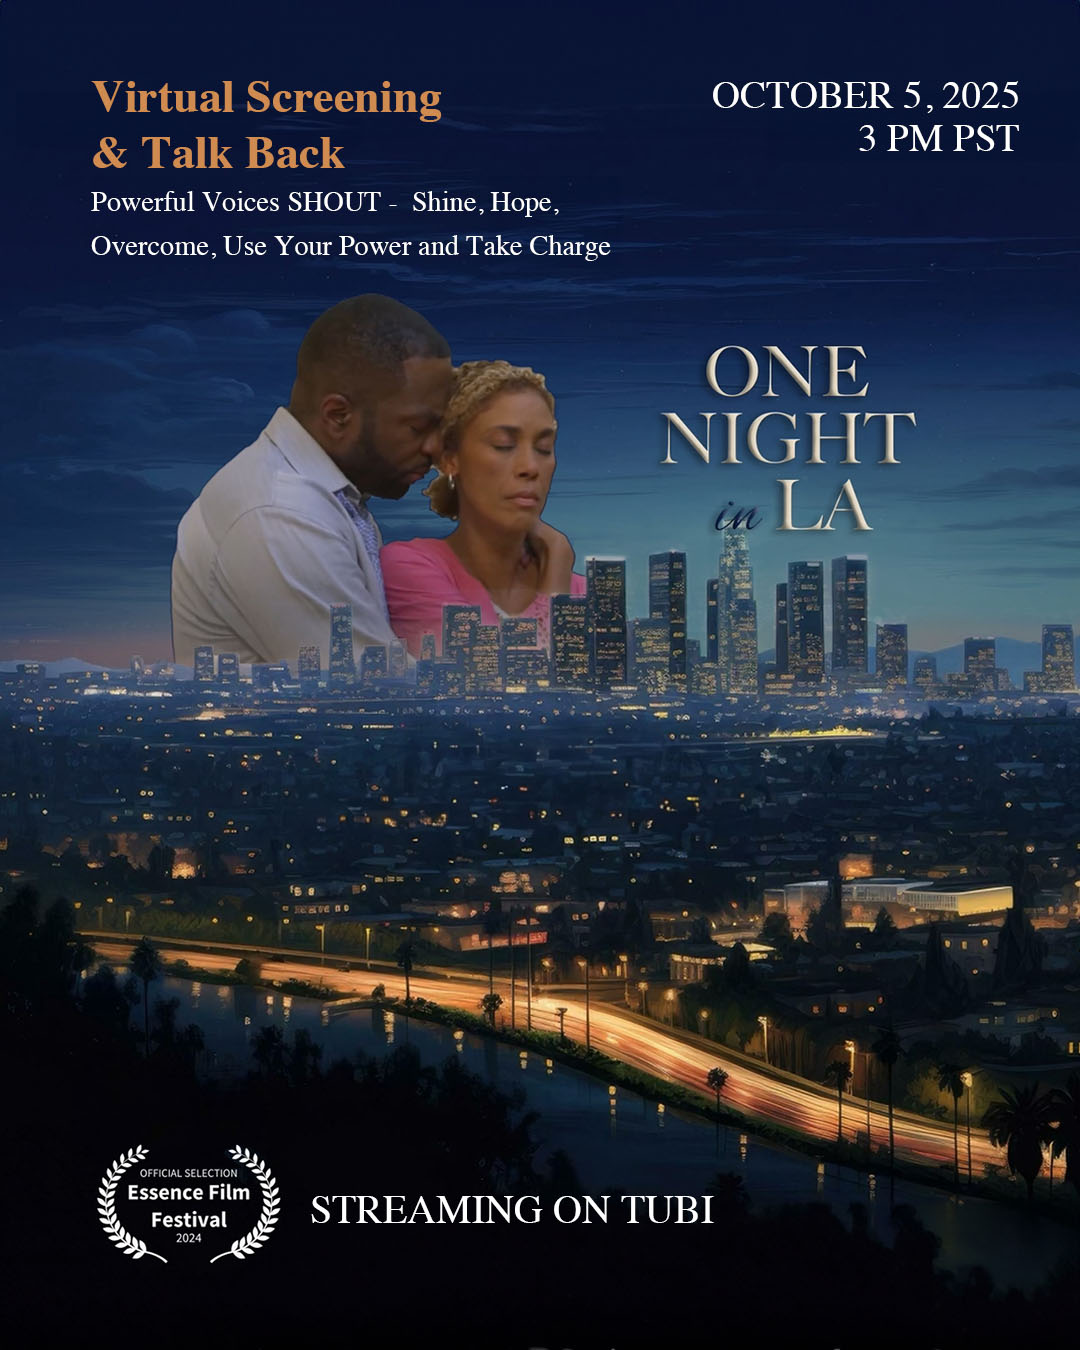 Virtual Screening
& Talk Back
Powerful Voices SHOUT -  Shine, Hope,
Overcome, Use Your Power and Take Charge
OCTOBER 5, 2025
3 PM PST
ONE
NIGHT
in LA
OFFICIAL SELECTION
Essence Film
Festival
2024
STREAMING ON TUBI